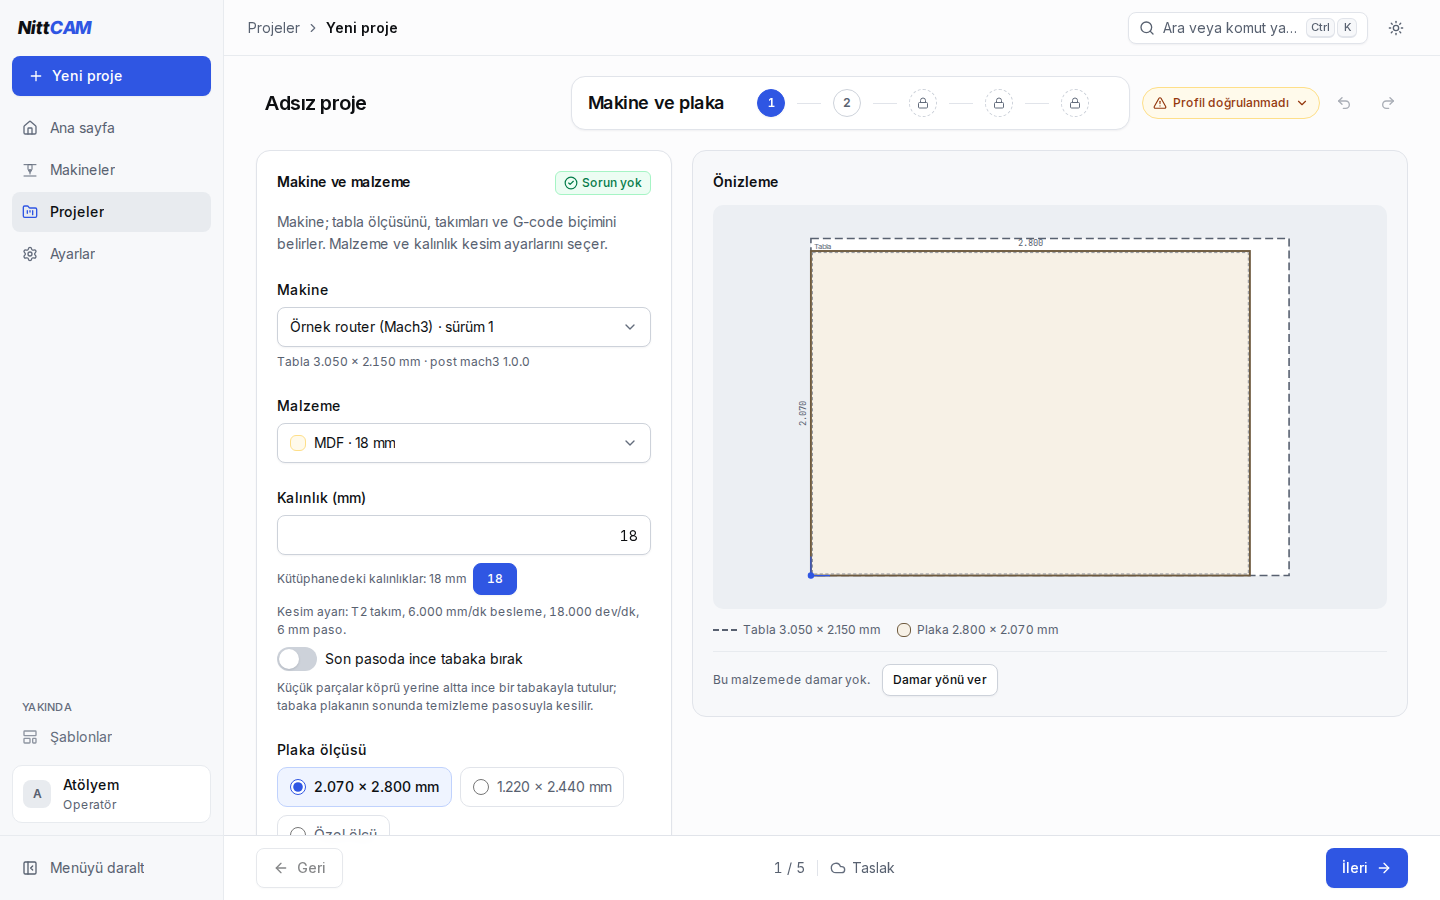 NittCAM
Yeni proje
Ana sayfa
Makineler
Projeler
Ayarlar
YAKINDA
Şablonlar
A
Atölyem
Operatör
Menüyü daralt
Projeler
Yeni proje
Ara veya komut ya...
Ctrl
K
Adsız proje
Makine ve plaka
1
2
Profil doğrulanmadı
Makine ve malzeme
Sorun yok
Makine; tabla ölçüsünü, takımları ve G-code biçimini
belirler. Malzeme ve kalınlık kesim ayarlarını seçer.
Makine
Örnek router (Mach3) · sürüm 1
Tabla 3.050 × 2.150 mm · post mach3 1.0.0
Malzeme
MDF · 18 mm
Kalınlık (mm)
18
Kütüphanedeki kalınlıklar: 18 mm
18
Kesim ayarı: T2 takım, 6.000 mm/dk besleme, 18.000 dev/dk,
6 mm paso.
Son pasoda ince tabaka bırak
Küçük parçalar köprü yerine altta ince bir tabakayla tutulur;
tabaka plakanın sonunda temizleme pasosuyla kesilir.
Plaka ölçüsü
2.070 × 2.800 mm
1.220 × 2.440 mm
Özel ölçü
Önizleme
Tabla
2.800
2.070
Tabla 3.050 × 2.150 mm
Plaka 2.800 × 2.070 mm
Bu malzemede damar yok.
Damar yönü ver
Geri
1 / 5
Taslak
İleri